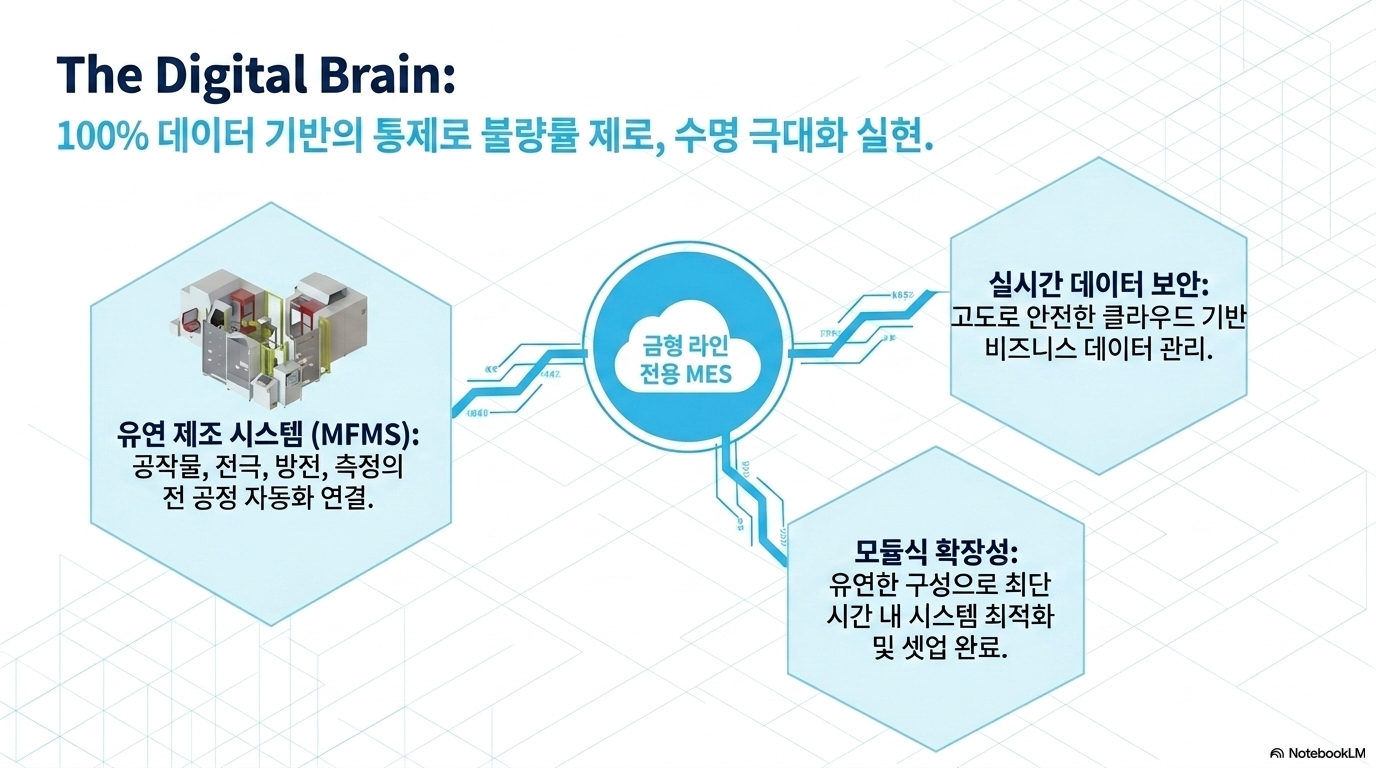 The Digital Brain:
100% 데이터 기반의 통제로 불량률 제로, 수명 극대화 실현.
유연 제조 시스템 (MFMS):
공작물, 전극, 방전, 측정의
전 공정 자동화 연결.
금형 라인
전용 MES
실시간 데이터 보안:
고도로 안전한 클라우드 기반
비즈니스 데이터 관리.
모듈식 확장성:
유연한 구성으로 최단
시간 내 시스템 최적화
및 셋업 완료.
NotebookLM